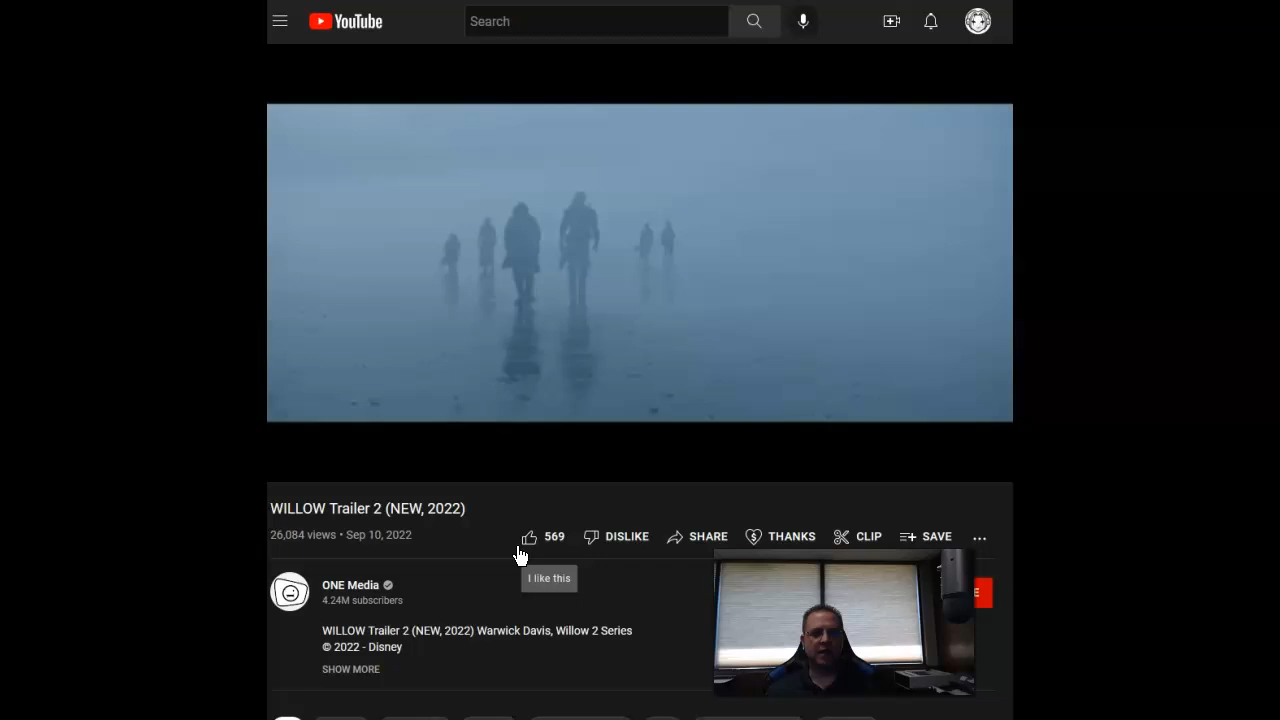 YouTube
Search
WILLOW Trailer 2 (NEW, 2022)
26,084 views • Sep 10, 2022
569
DISLIKE
SHARE
THANKS
CLIP
SAVE
I like this
ONE Media
4.24M subscribers
E
WILLOW Trailer 2 (NEW, 2022) Warwick Davis, Willow 2 Series
© 2022 - Disney
SHOW MORE